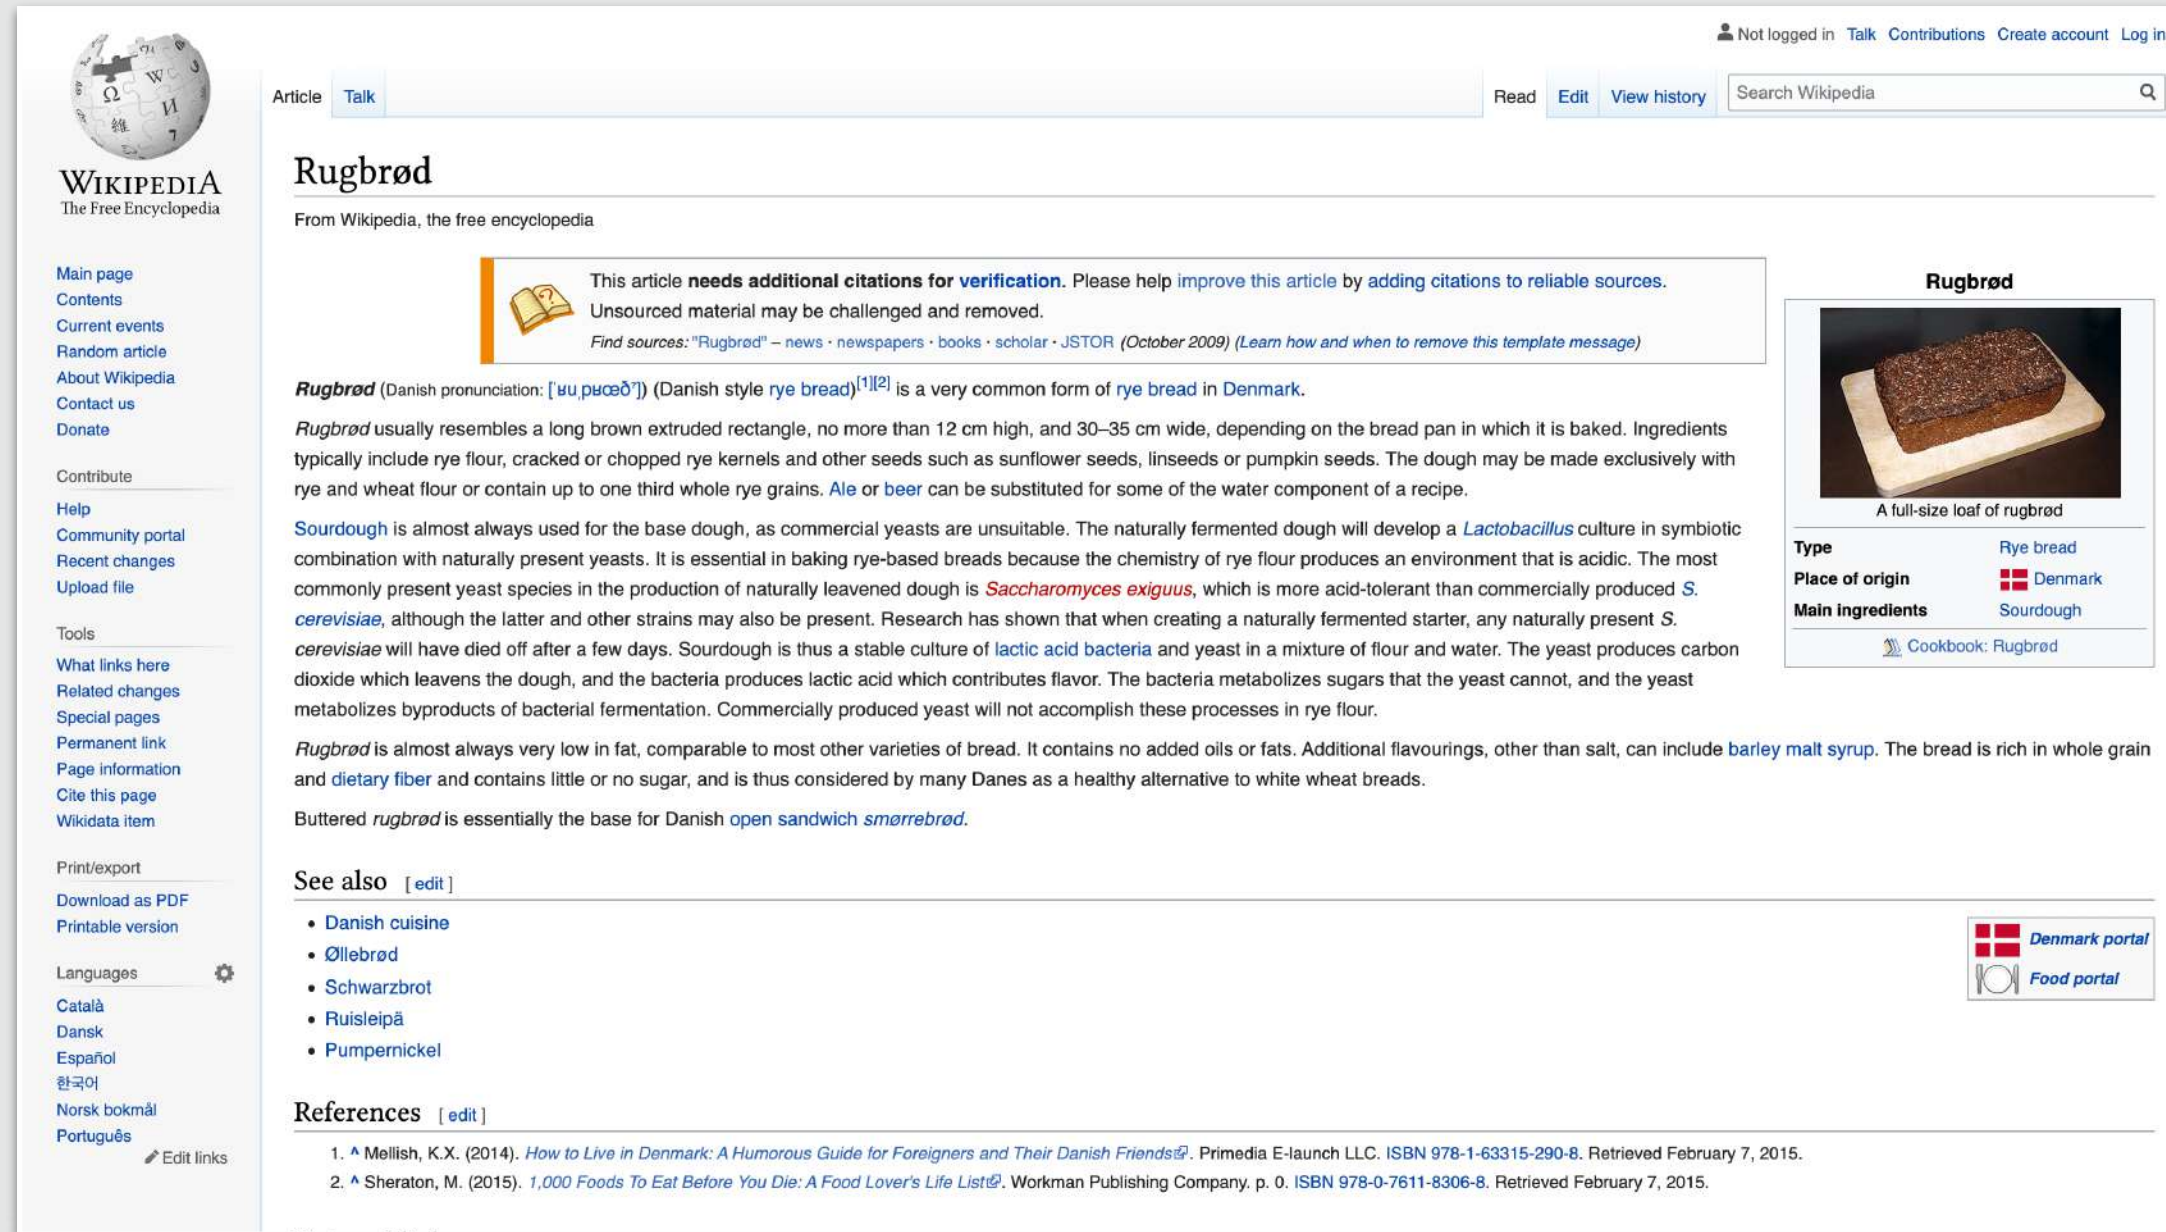 Not logged in Talk Contributions Create account Log in
Article Talk
Read Edit View history Search Wikipedia
WIKIPEDIA
The Free Encyclopedia
Main page
Contents
Current events
Random article
About Wikipedia
Contact us
Donate
Contribute
Help
Community portal
Recent changes
Upload file
Tools
What links here
Related changes
Special pages
Permanent link
Page information
Cite this page
Wikidata item
Print/export
Download as PDF
Printable version
Languages
Català
Dansk
Español
한국어
Norsk bokmål
Português
Edit links
Rugbrød
From Wikipedia, the free encyclopedia
This article needs additional citations for verification. Please help improve this article by adding citations to reliable sources.
Unsourced material may be challenged and removed.
Find sources: "Rugbrød" – news · newspapers · books · scholar · JSTOR (October 2009) (Learn how and when to remove this template message)
Rugbrød (Danish pronunciation: [ˈʁuˌpʁœðˀ]) (Danish style rye bread)[1][2] is a very common form of rye bread in Denmark.
Rugbrød usually resembles a long brown extruded rectangle, no more than 12 cm high, and 30–35 cm wide, depending on the bread pan in which it is baked. Ingredients
typically include rye flour, cracked or chopped rye kernels and other seeds such as sunflower seeds, linseeds or pumpkin seeds. The dough may be made exclusively with
rye and wheat flour or contain up to one third whole rye grains. Ale or beer can be substituted for some of the water component of a recipe.
Sourdough is almost always used for the base dough, as commercial yeasts are unsuitable. The naturally fermented dough will develop a Lactobacillus culture in symbiotic
combination with naturally present yeasts. It is essential in baking rye-based breads because the chemistry of rye flour produces an environment that is acidic. The most
commonly present yeast species in the production of naturally leavened dough is Saccharomyces exiguus, which is more acid-tolerant than commercially produced S.
cerevisiae, although the latter and other strains may also be present. Research has shown that when creating a naturally fermented starter, any naturally present S.
cerevisiae will have died off after a few days. Sourdough is thus a stable culture of lactic acid bacteria and yeast in a mixture of flour and water. The yeast produces carbon
dioxide which leavens the dough, and the bacteria produces lactic acid which contributes flavor. The bacteria metabolizes sugars that the yeast cannot, and the yeast
metabolizes byproducts of bacterial fermentation. Commercially produced yeast will not accomplish these processes in rye flour.
Rugbrød is almost always very low in fat, comparable to most other varieties of bread. It contains no added oils or fats. Additional flavourings, other than salt, can include barley malt syrup. The bread is rich in whole grain
and dietary fiber and contains little or no sugar, and is thus considered by many Danes as a healthy alternative to white wheat breads.
Buttered rugbrød is essentially the base for Danish open sandwich smørrebrød.
Rugbrød
A full-size loaf of rugbrød
Type Rye bread
Place of origin Denmark
Main ingredients Sourdough
Cookbook: Rugbrød
See also [ edit ]
• Danish cuisine
• Øllebrød
• Schwarzbrot
• Ruisleipä
• Pumpernickel
Denmark portal
Food portal
References [ edit ]
1. ^ Mellish, K.X. (2014). How to Live in Denmark: A Humorous Guide for Foreigners and Their Danish Friends. Primedia E-launch LLC. ISBN 978-1-63315-290-8. Retrieved February 7, 2015.
2. ^ Sheraton, M. (2015). 1,000 Foods To Eat Before You Die: A Food Lover's Life List. Workman Publishing Company. p. 0. ISBN 978-0-7611-8306-8. Retrieved February 7, 2015.